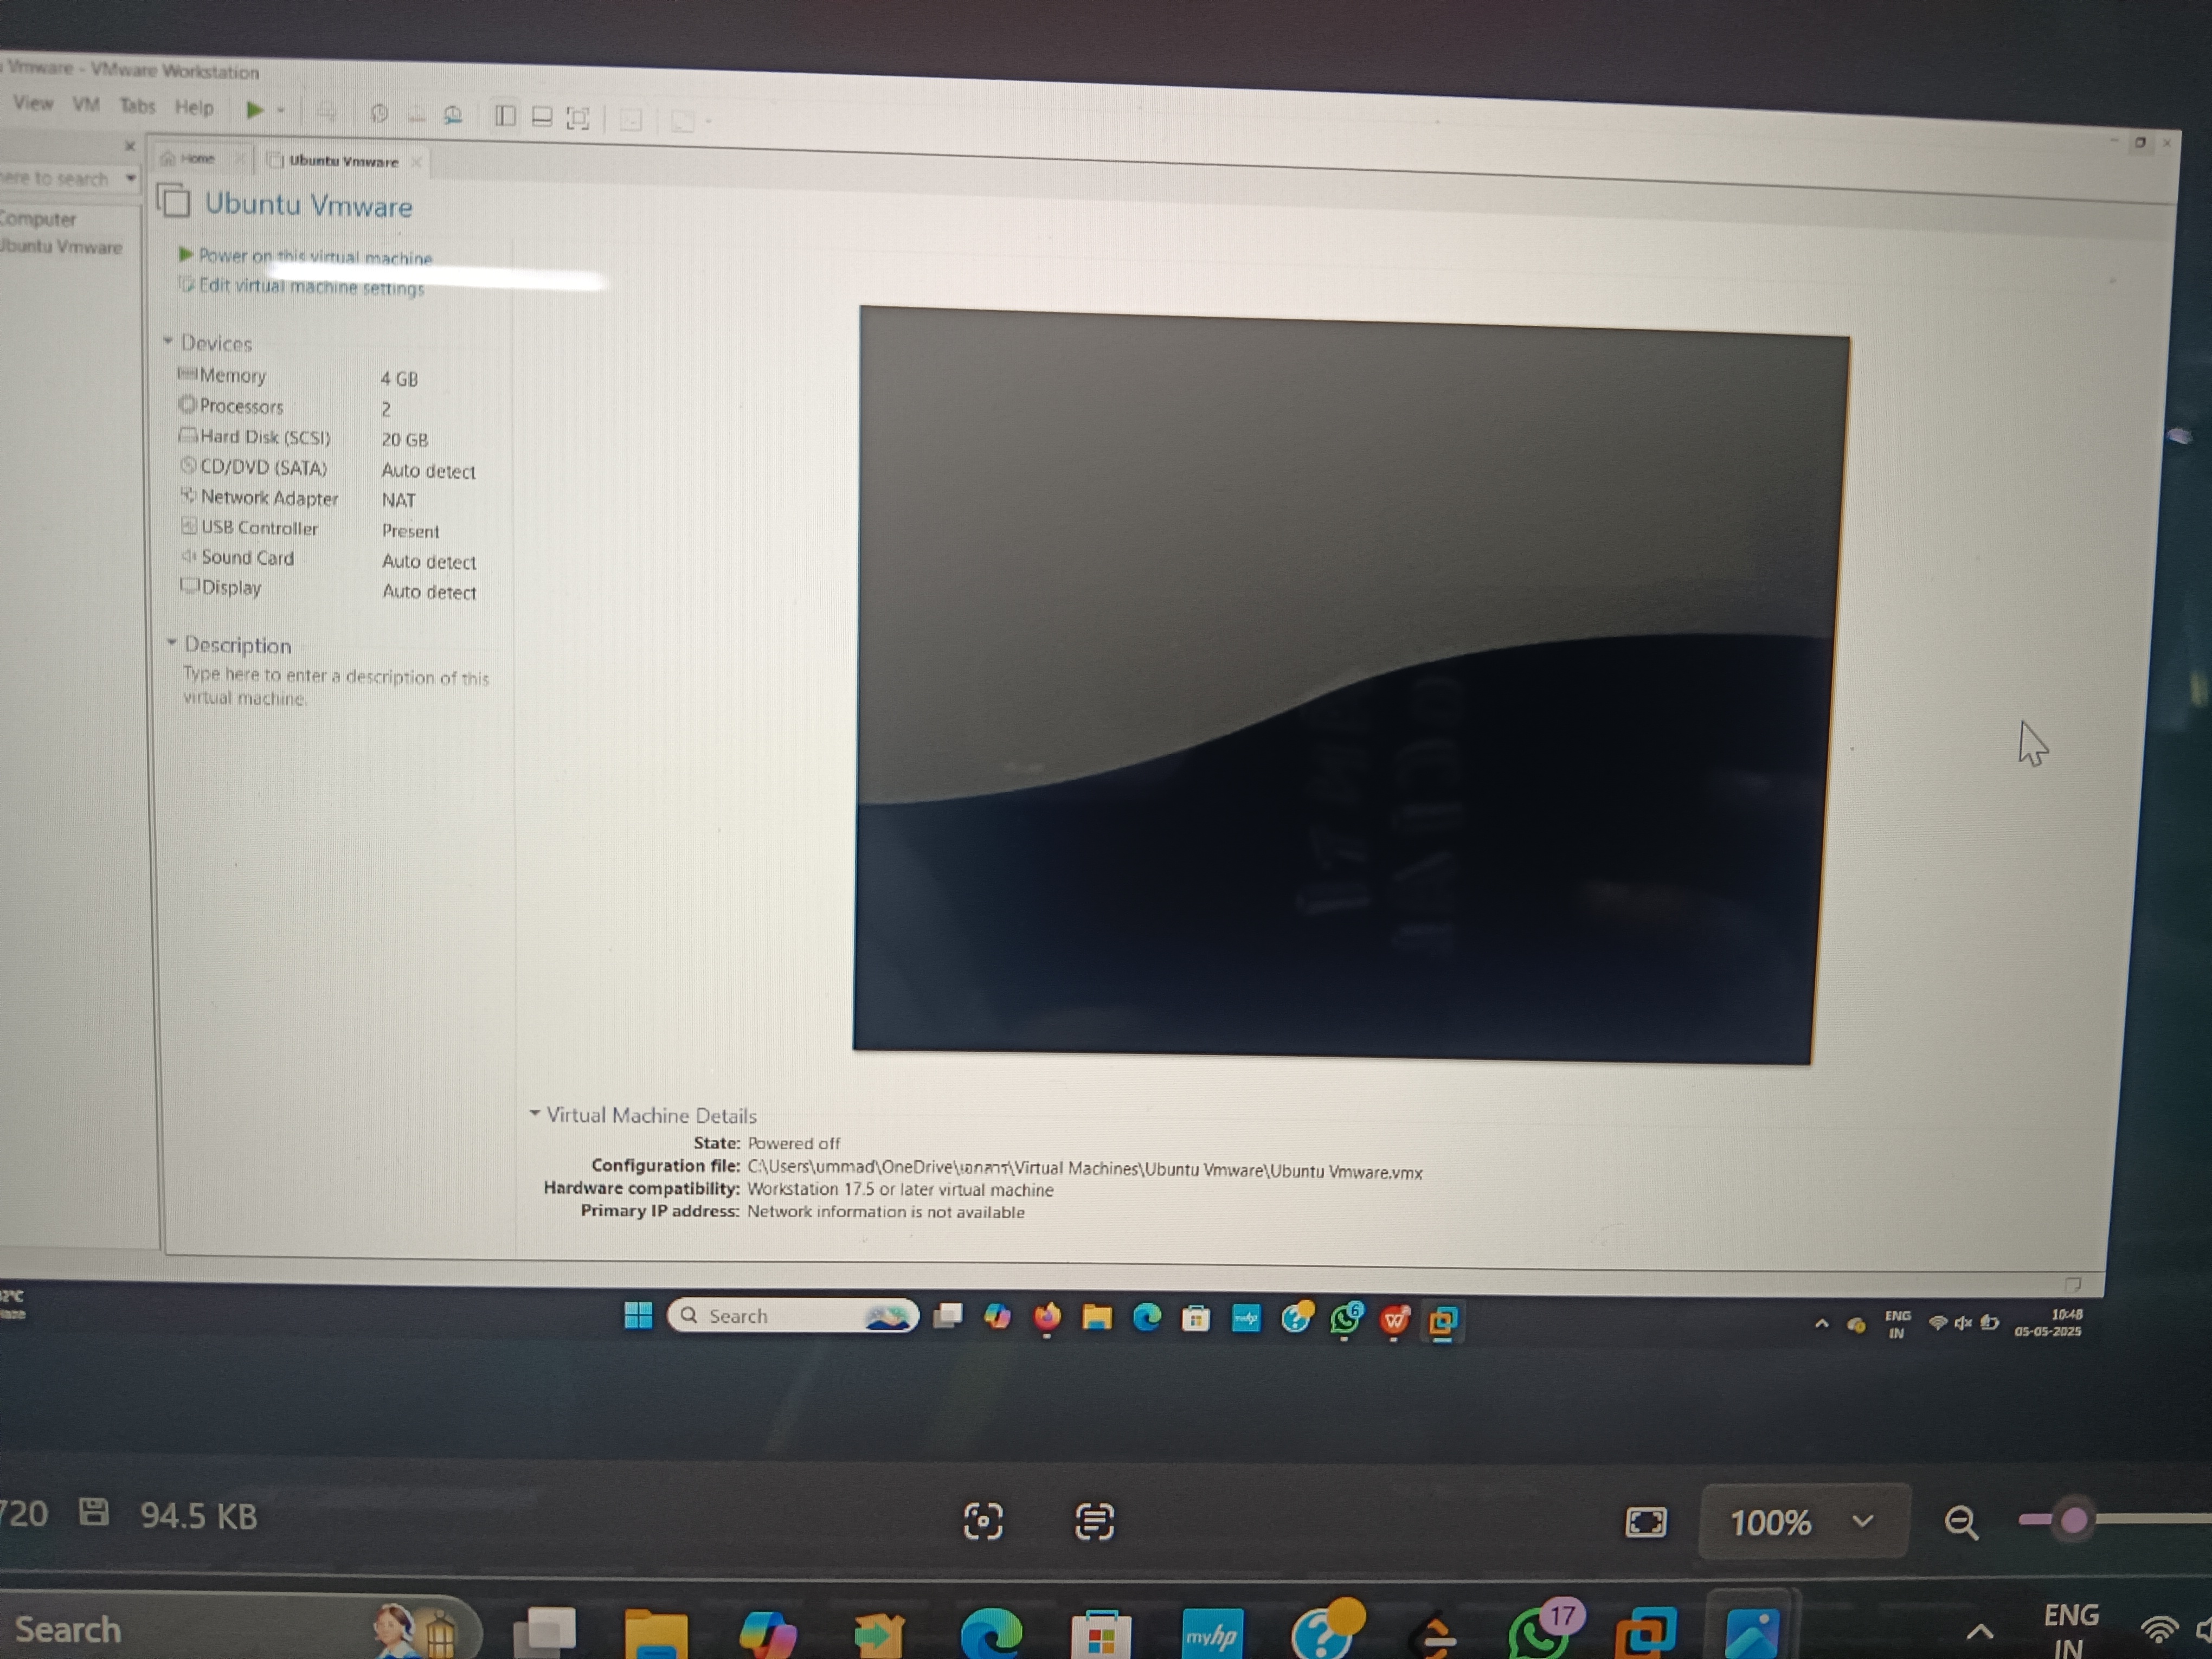 Vmware - VMware Workstation
View VM Tabs Help
Home
Ubuntu Vmware
here to search
Computer
Ubuntu Vmware
Ubuntu Vmware
Power on this virtual machine
Edit virtual machine settings
Devices
Memory 4 GB
Processors 2
Hard Disk (SCSI) 20 GB
CD/DVD (SATA) Auto detect
Network Adapter NAT
USB Controller Present
Sound Card Auto detect
Display Auto detect
Description
Type here to enter a description of this
virtual machine.
Virtual Machine Details
State: Powered off
Configuration file: C:\Users\ummad\OneDrive\เอกสาร\Virtual Machines\Ubuntu Vmware\Ubuntu Vmware.vmx
Hardware compatibility: Workstation 17.5 or later virtual machine
Primary IP address: Network information is not available
Search
myhp
6
ENG
IN
10:48
05-05-2025
720 94.5 KB
100%
Search
myhp
17
ENG
IN